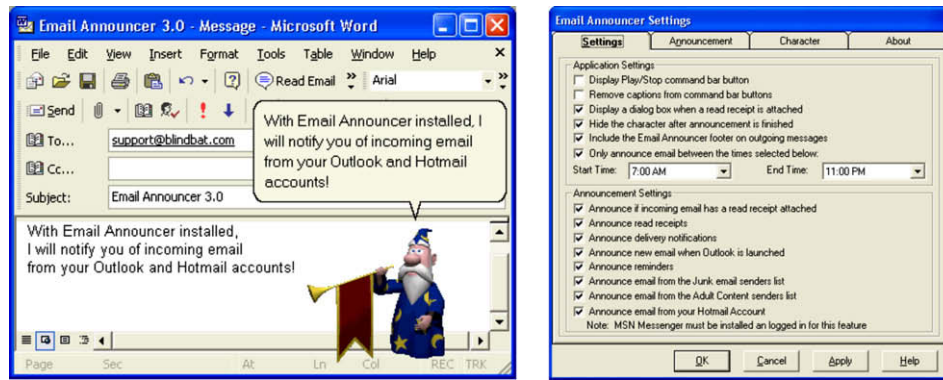 Email Announcer 3.0 - Message - Microsoft Word
File Edit View Insert Format Tools Table Window Help
Read Email Arial
Send
To... support@blindbat.com
Cc...
Subject: Email Announcer 3.0
With Email Announcer installed, I
will notify you of incoming email
from your Outlook and Hotmail
accounts!
With Email Announcer installed,
I will notify you of incoming email
from your Outlook and Hotmail accounts!
Page Sec At Ln Col REC TRK
Email Announcer Settings
Settings Announcement Character About
Application Settings
Display Play/Stop command bar button
Remove captions from command bar buttons
Display a dialog box when a read receipt is attached
Hide the character after announcement is finished
Include the Email Announcer footer on outgoing messages
Only announce email between the times selected below:
Start Time: 7:00 AM End Time: 11:00 PM
Announcement Settings
Announce if incoming email has a read receipt attached
Announce read receipts
Announce delivery notifications
Announce new email when Outlook is launched
Announce reminders
Announce email from the Junk email senders list
Announce email from the Adult Content senders list
Announce email from your Hotmail Account
Note: MSN Messenger must be installed an logged in for this feature
OK Cancel Apply Help